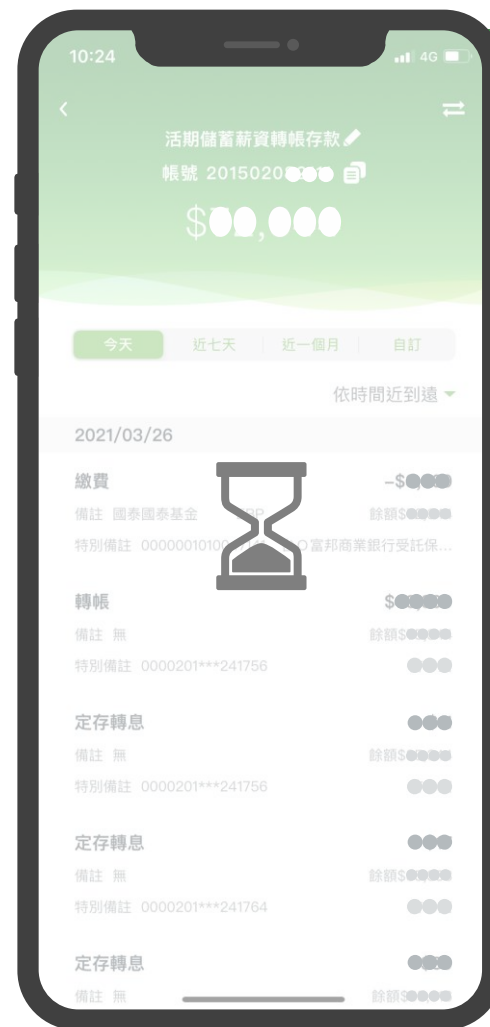 10:24 4G
活期儲蓄薪資轉帳存款
帳號 2015020
$ ,
今天 近七天 近一個月 自訂
依時間近到遠
2021/03/26
繳費 -$
備註 國泰國泰基金 餘額$
特別備註 富邦商業銀行受託保...
轉帳 $
備註 無 餘額$
特別備註 0000201***241756
定存轉息
備註 無 餘額$
特別備註 0000201***241756
定存轉息
備註 無 餘額$
特別備註 0000201***241764
定存轉息
備註 無 餘額$